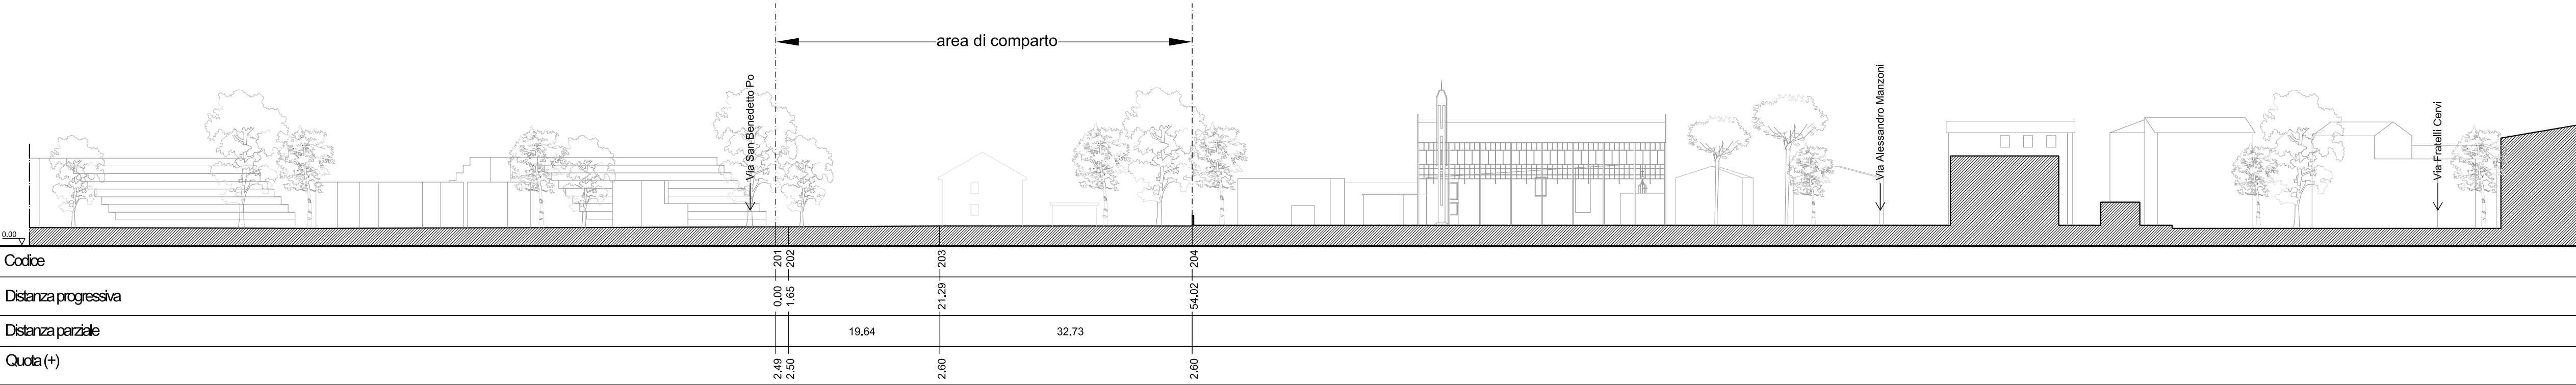 area di comparto
Via San Benedetto Po
Via Alessandro Manzoni
Via Fratelli Cervi
0.00
Codice 201 202 203 204
Distanza progressiva 0.00 1.65 21.29 54.02
Distanza parziale 19.64 32.73
Quota (+) 2.49 2.50 2.60 2.60